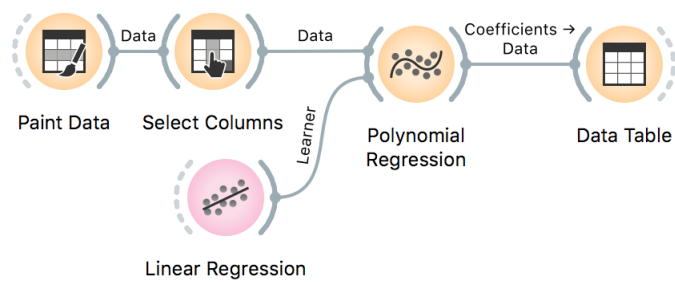 Data
Data
Coefficients →
Data
Paint Data
Select Columns
Learner
Polynomial
Regression
Data Table
Linear Regression